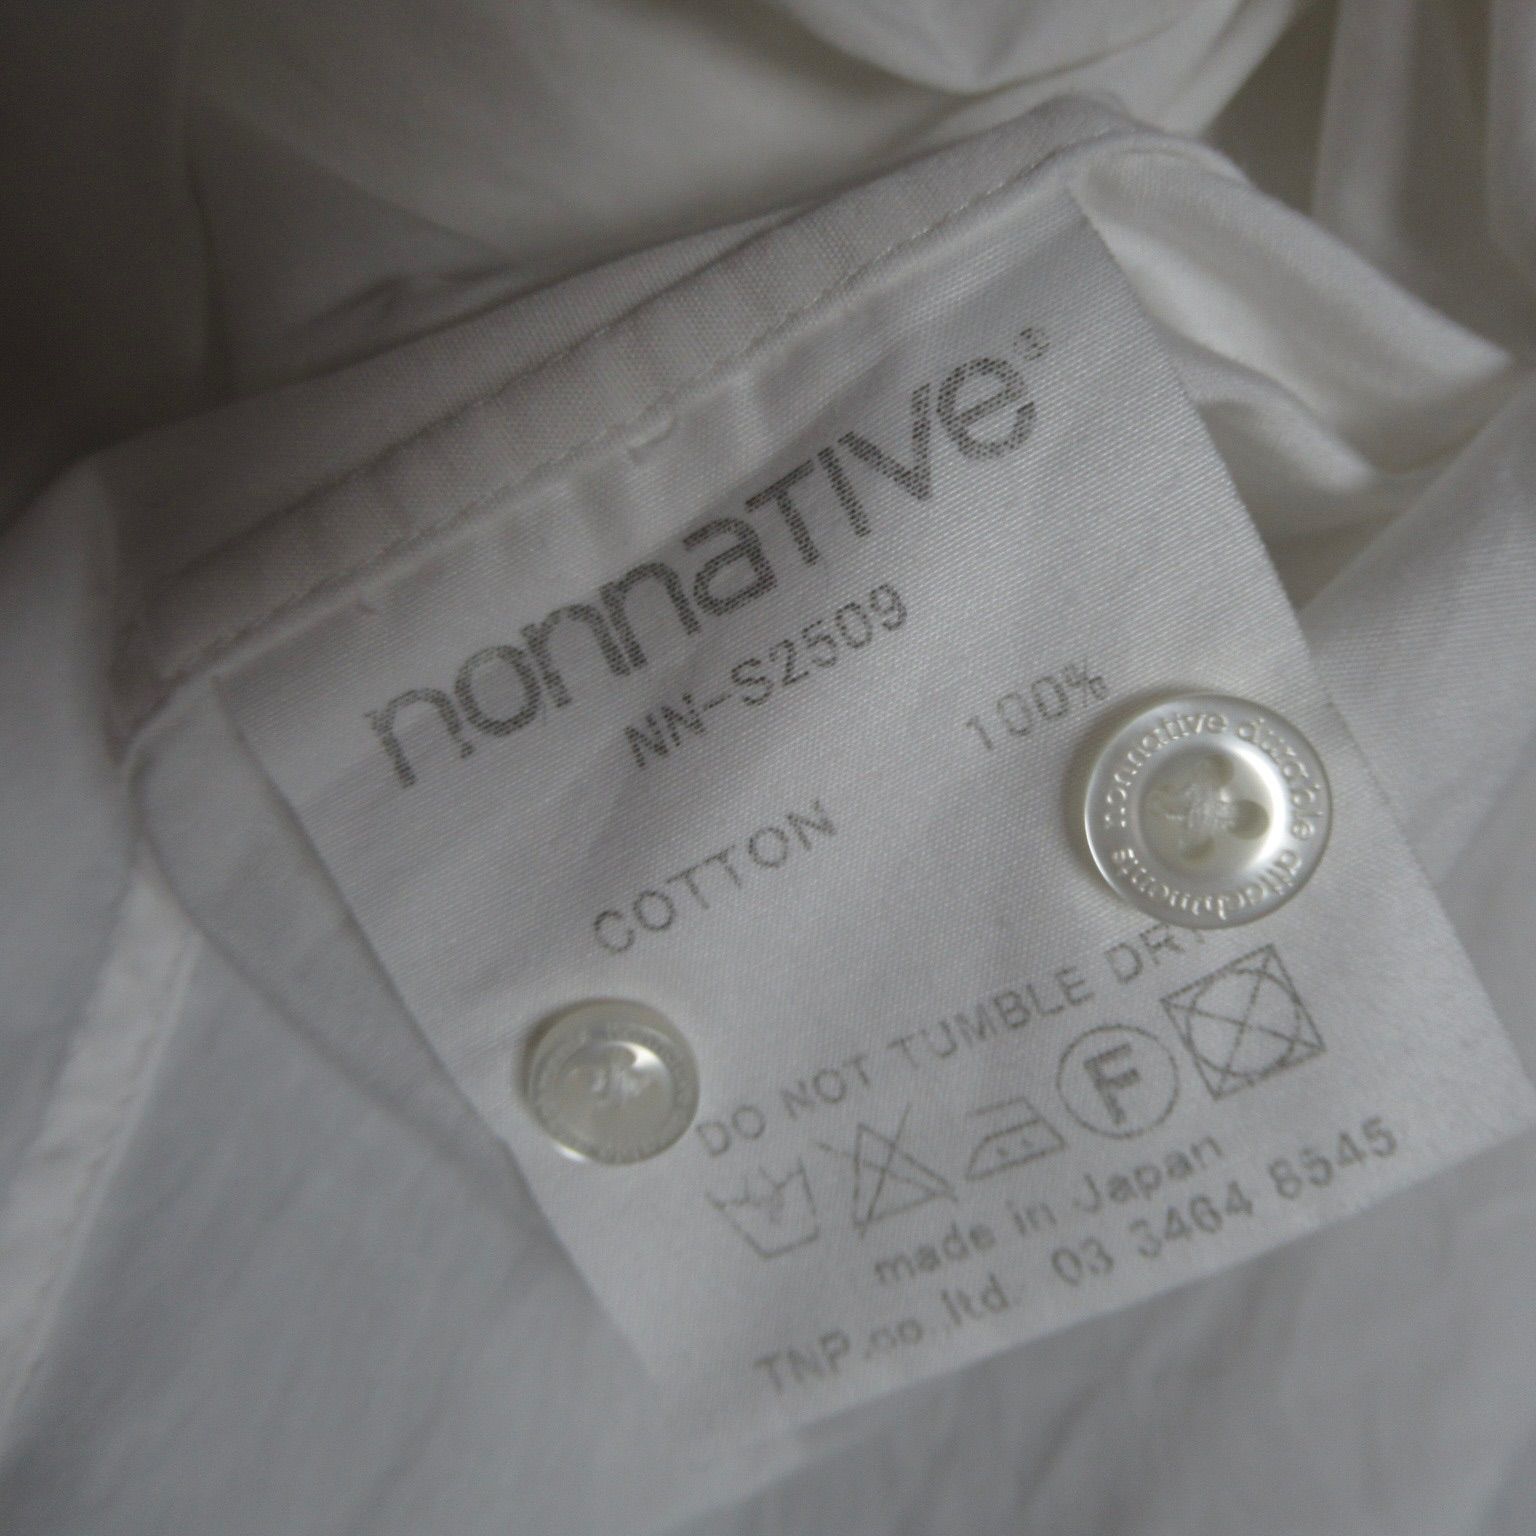 nonnative®
NN-S2509
COTTON 100%
nonnative durable attachments
DO NOT TUMBLE DRY
F
made in Japan
TNP.co.,ltd. 03 3464 8545